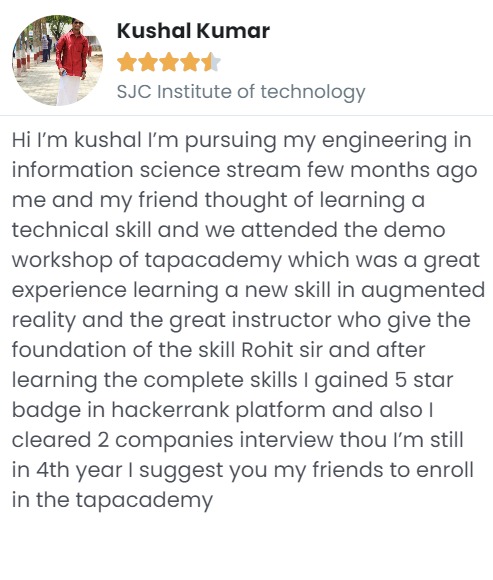 Kushal Kumar
SJC Institute of technology
Hi I’m kushal I’m pursuing my engineering in
information science stream few months ago
me and my friend thought of learning a
technical skill and we attended the demo
workshop of tapacademy which was a great
experience learning a new skill in augmented
reality and the great instructor who give the
foundation of the skill Rohit sir and after
learning the complete skills I gained 5 star
badge in hackerrank platform and also I
cleared 2 companies interview thou I’m still
in 4th year I suggest you my friends to enroll
in the tapacademy